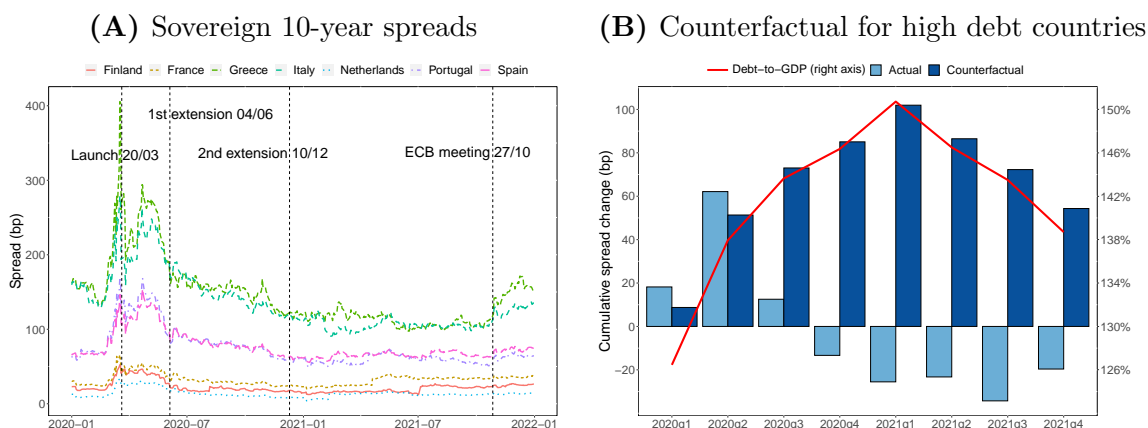 (A) Sovereign 10-year spreads
Finland France Greece Italy Netherlands Portugal Spain
400
300
200
100
0
Spread (bp)
1st extension 04/06
Launch 20/03
2nd extension 10/12
ECB meeting 27/10
2020-01 2020-07 2021-01 2021-07 2022-01
(B) Counterfactual for high debt countries
Debt-to-GDP (right axis) Actual Counterfactual
100
80
60
40
20
0
−20
Cumulative spread change (bp)
150%
146%
142%
138%
134%
130%
126%
2020q1 2020q2 2020q3 2020q4 2021q1 2021q2 2021q3 2021q4